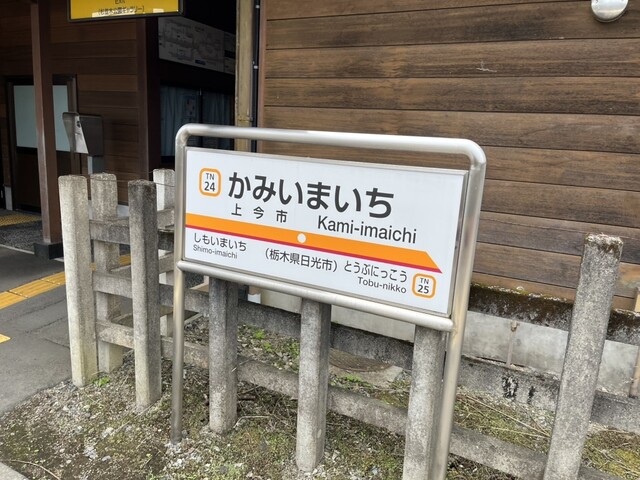 Exit
TN
24
かみいまいち
上今市
Kami-imaichi
しもいまいち
Shimo-imaichi
(栃木県日光市)
とうぶにっこう
Tobu-nikko
TN
25